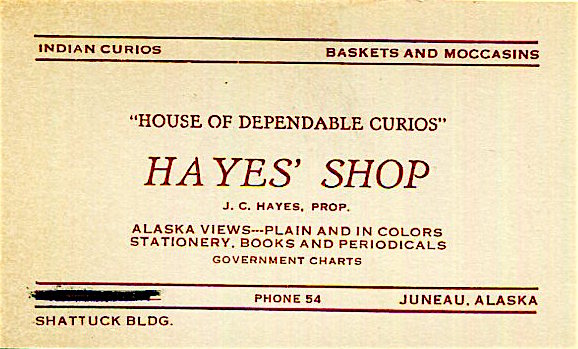 INDIAN CURIOS BASKETS AND MOCCASINS
"HOUSE OF DEPENDABLE CURIOS"
HAYES' SHOP
J. C. HAYES, PROP.
ALASKA VIEWS---PLAIN AND IN COLORS
STATIONERY, BOOKS AND PERIODICALS
GOVERNMENT CHARTS
PHONE 54 JUNEAU, ALASKA
SHATTUCK BLDG.